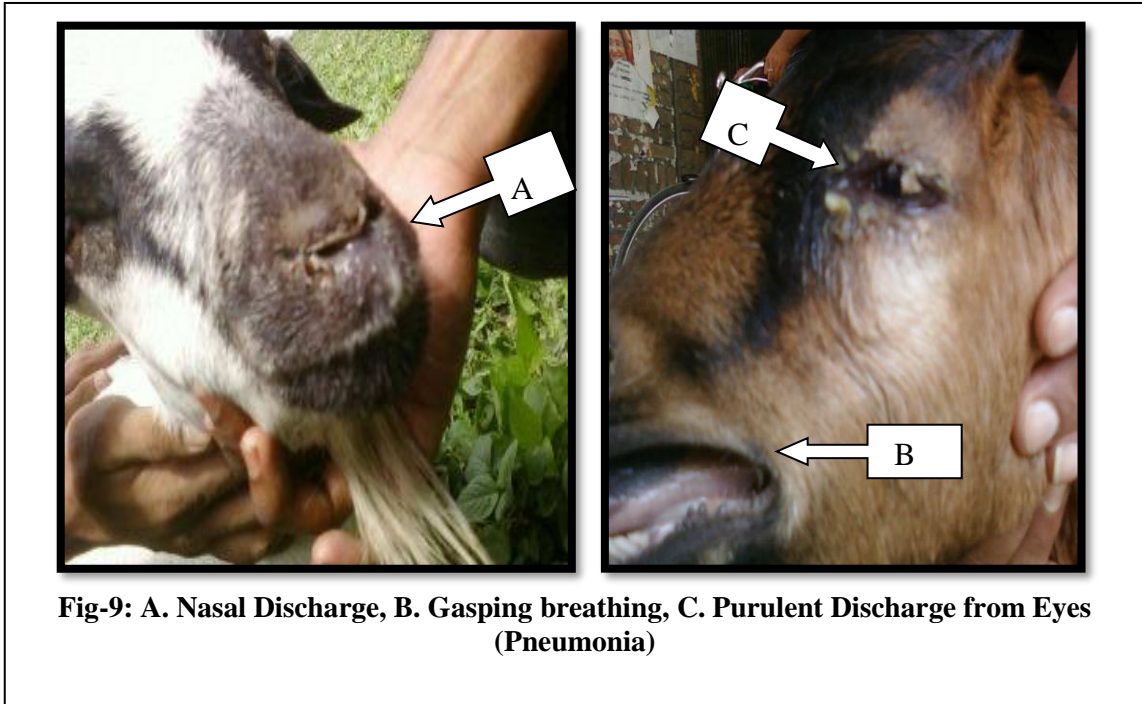 A
C
B
Fig-9: A. Nasal Discharge, B. Gasping breathing, C. Purulent Discharge from Eyes
(Pneumonia)